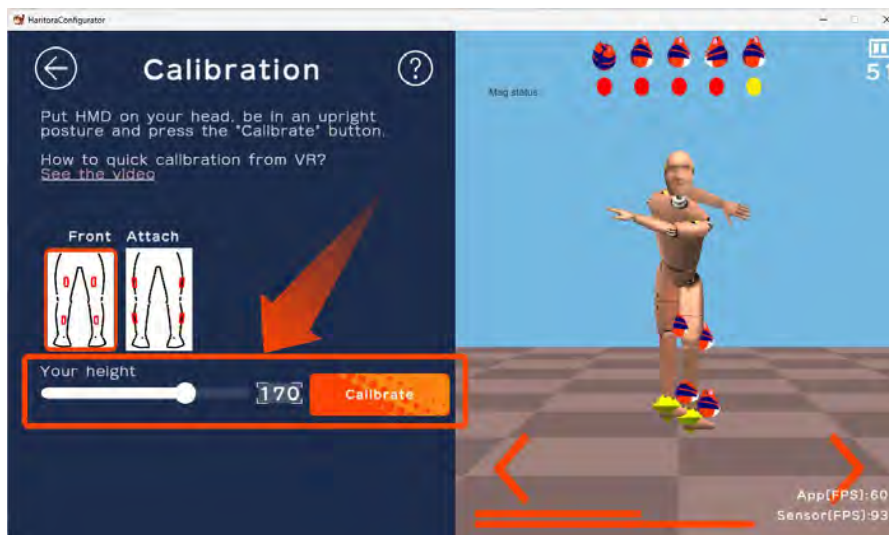 HaritoraConfigurator
Calibration
?
Put HMD on your head, be in an upright
posture and press the "Calibrate" button.
How to quick calibration from VR?
See the video
Front Attach
Your height
170
Calibrate
Mag status
51
App[FPS]:60
Sensor[FPS]:93